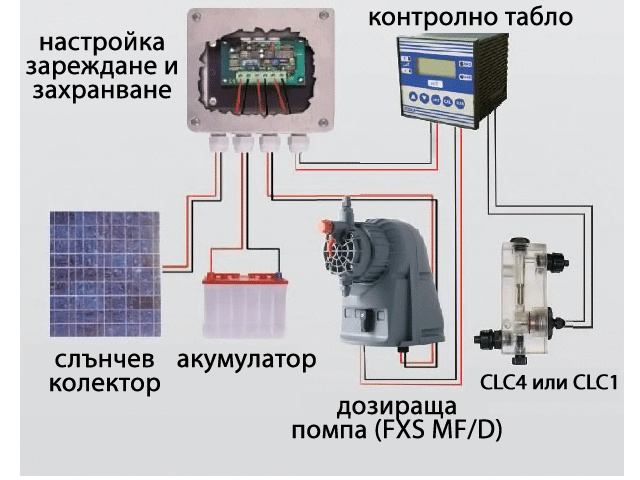 настройка
зареждане и
захранване
контролно табло
слънчев
колектор
акумулатор
дозираща
помпа (FXS MF/D)
CLC4 или CLC1